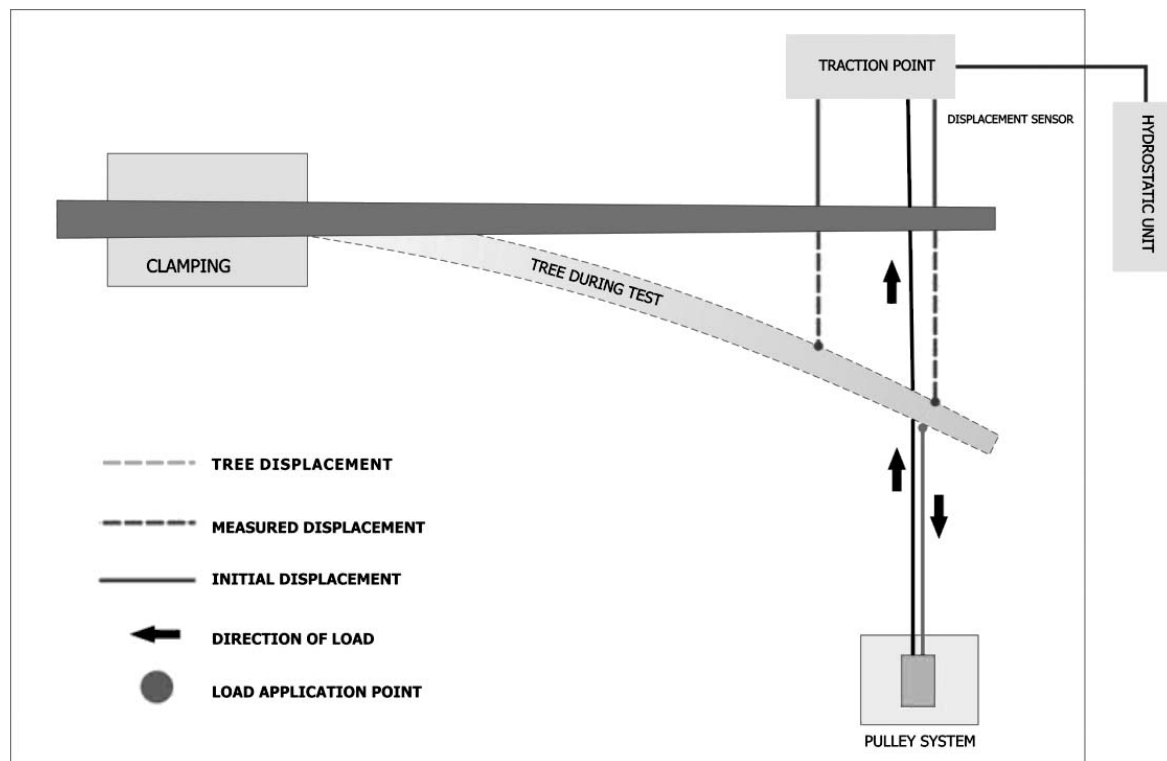 TRACTION POINT
DISPLACEMENT SENSOR
HYDROSTATIC UNIT
CLAMPING
TREE DURING TEST
TREE DISPLACEMENT
MEASURED DISPLACEMENT
INITIAL DISPLACEMENT
DIRECTION OF LOAD
LOAD APPLICATION POINT
PULLEY SYSTEM